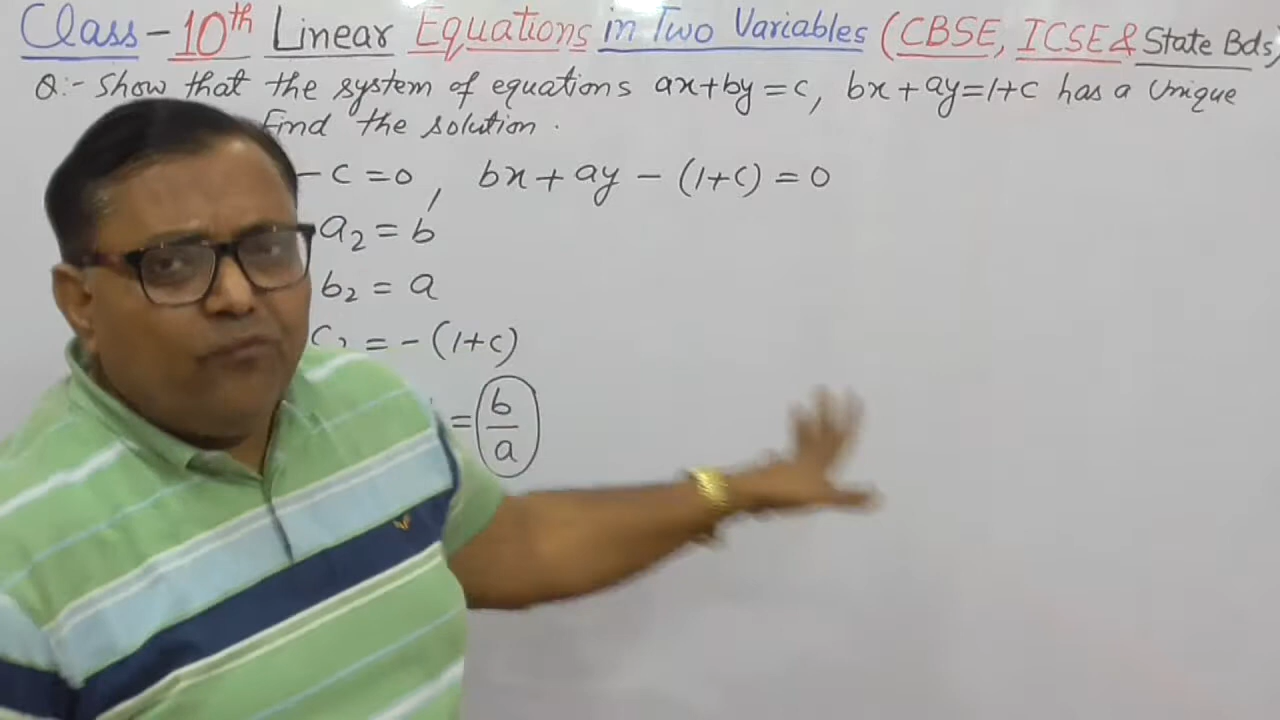 Class - 10th Linear Equations in Two Variables (CBSE, ICSE & State Bds)
Q:- Show that the system of equations ax+by=c, bx+ay=1+c has a Unique
Find the solution.
-c=0, bx+ay-(1+c)=0
a2=b
b2=a
c2=-(1+c)
=b/a